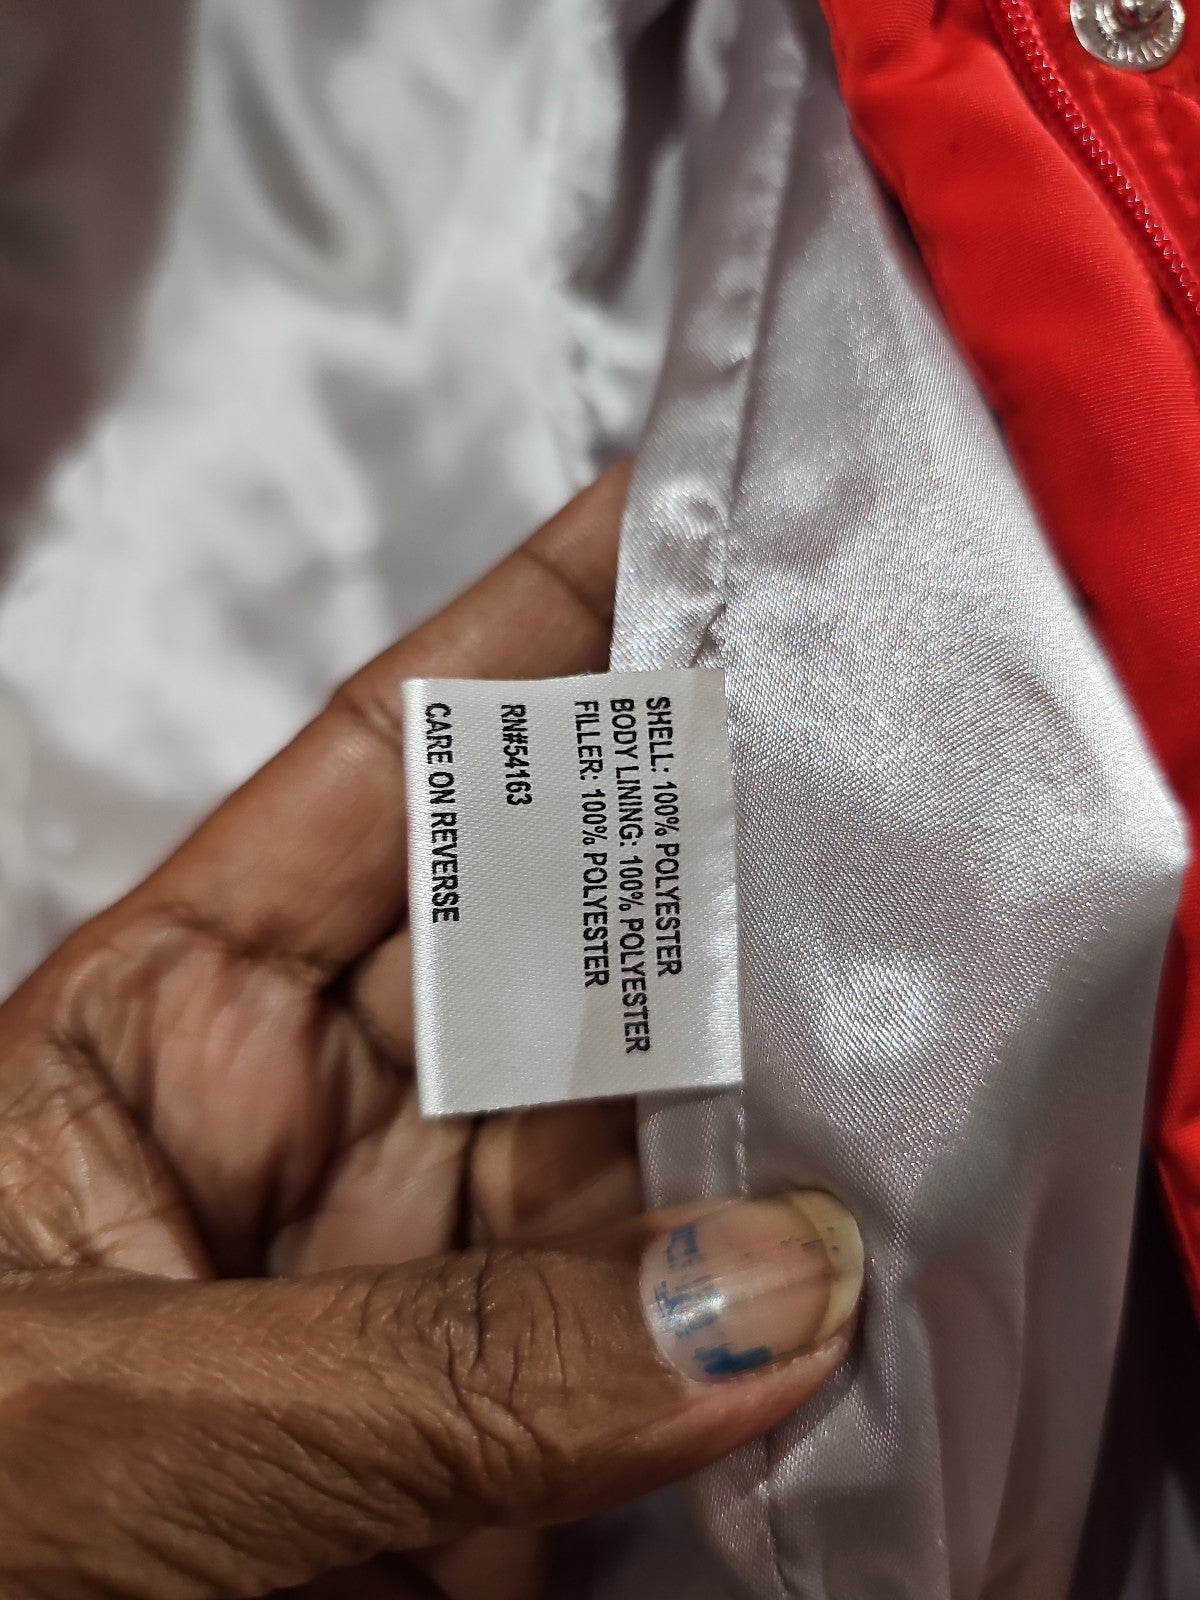 SHELL: 100% POLYESTER
BODY LINING: 100% POLYESTER
FILLER: 100% POLYESTER
RN#54163
CARE ON REVERSE